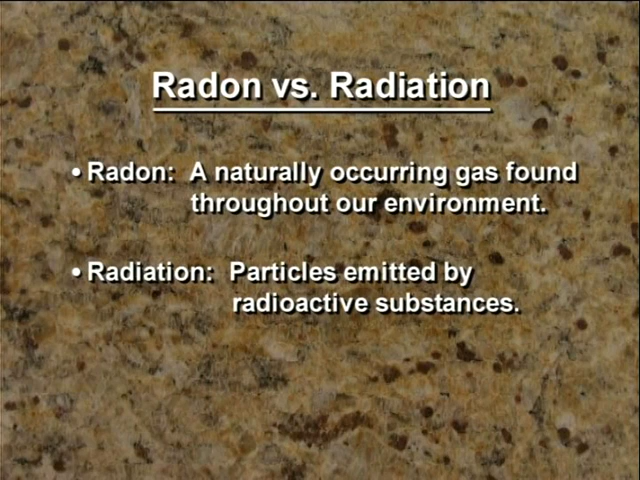 Radon vs. Radiation
• Radon: A naturally occurring gas found
throughout our environment.
• Radiation: Particles emitted by
radioactive substances.